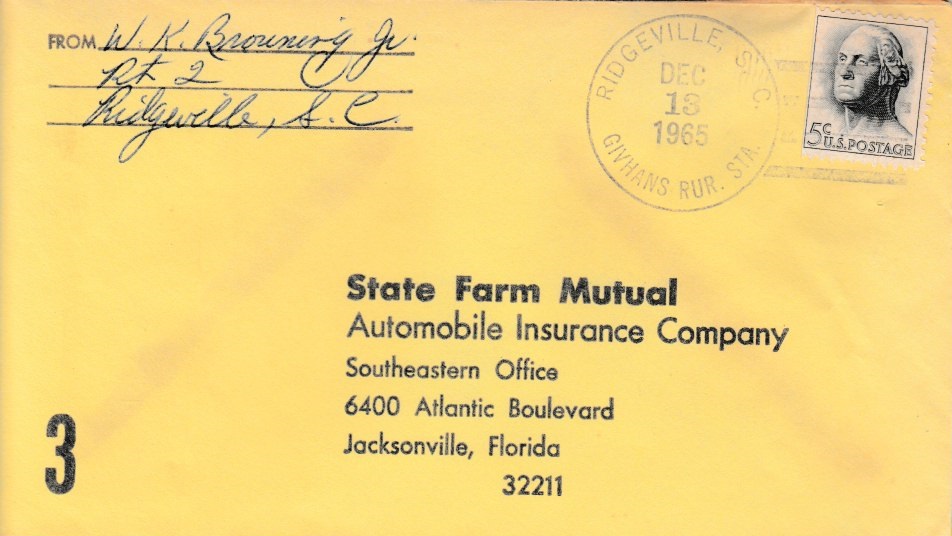 FROM W. K. Browning Jr.
Rt 2
Ridgeville, S. C.
RIDGEVILLE, S. C.
DEC
13
1965
GIVHANS RUR. STA.
5c
U.S. POSTAGE
State Farm Mutual
Automobile Insurance Company
Southeastern Office
6400 Atlantic Boulevard
Jacksonville, Florida
32211
3